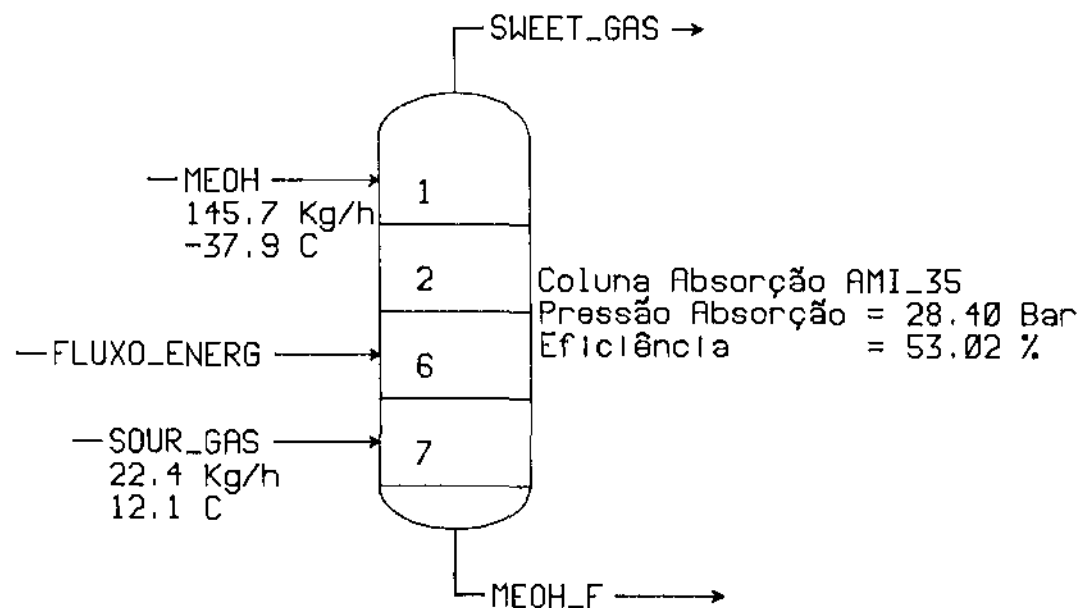 SWEET_GAS
MEOH
145.7 Kg/h
-37.9 C
1
2
Coluna Absorção AMI_35
Pressão Absorção = 28.40 Bar
Eficiência = 53.02 %
FLUXO_ENERG
6
SOUR_GAS
22.4 Kg/h
12.1 C
7
MEOH_F